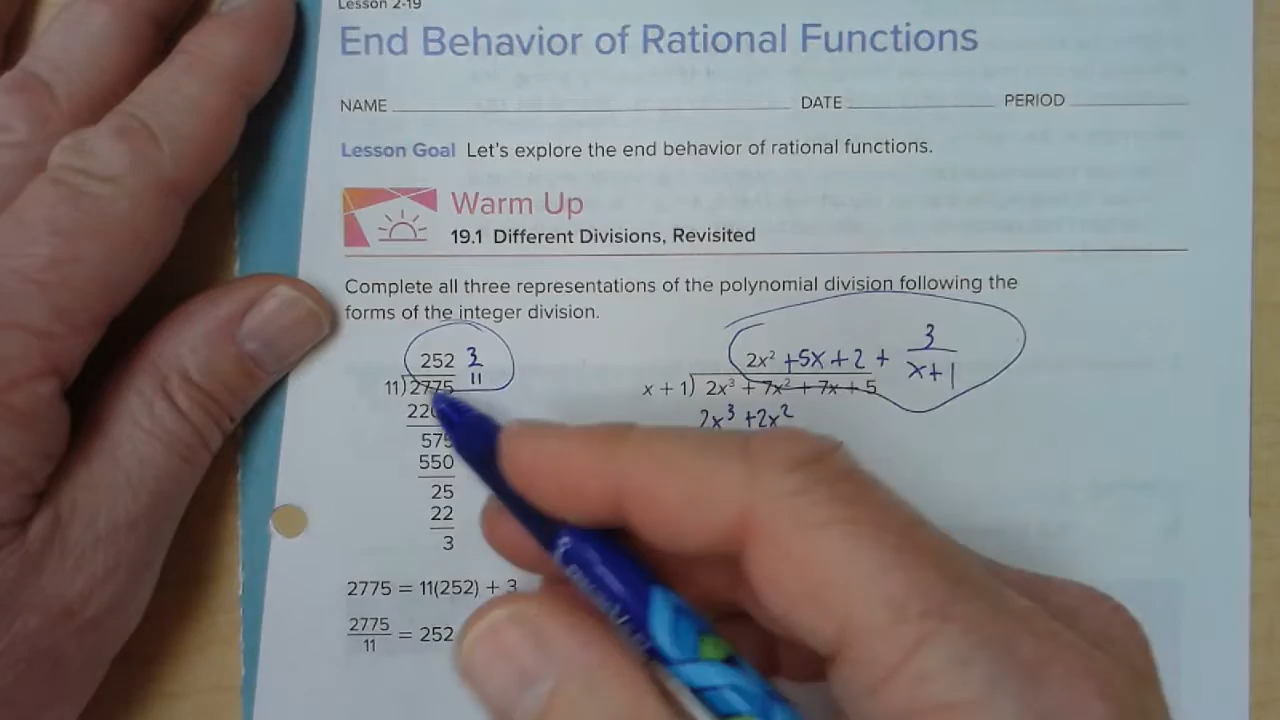 Lesson 2-19
End Behavior of Rational Functions
NAME DATE PERIOD
Lesson Goal Let's explore the end behavior of rational functions.
Warm Up
19.1 Different Divisions, Revisited
Complete all three representations of the polynomial division following the
forms of the integer division.
252 3/11
11)2775
575
550
25
22
3
2775 = 11(252) + 3
2775/11 = 252
2x² + 5x + 2 + 3/x+1
x + 1) 2x³ + 7x² + 7x + 5
2x³ + 2x²